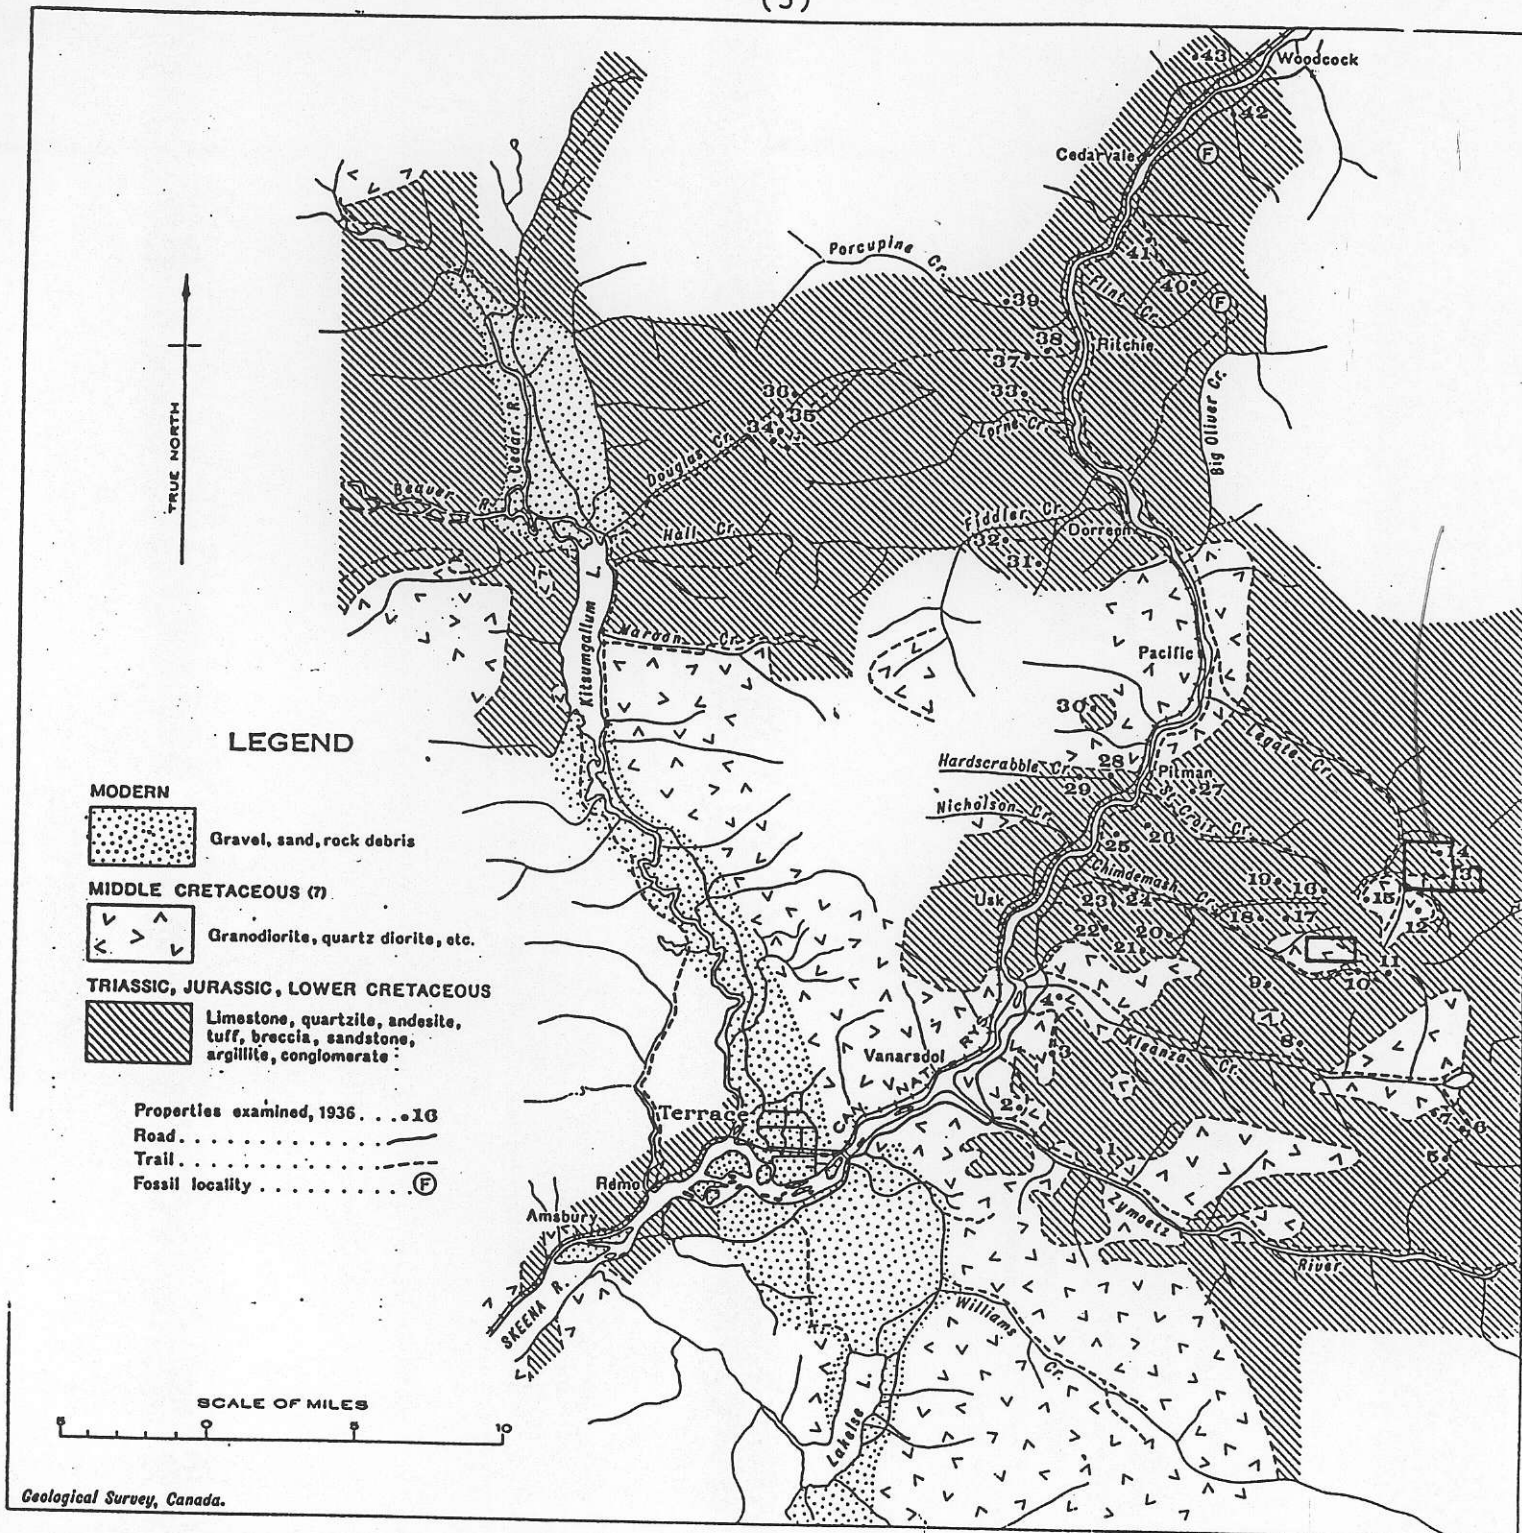 (5)
43
Woodcock
42
Cedarvale
F
Porcupine Cr.
41
39
Flint Cr.
40
F
38
Ritchie
37
TRUE NORTH
36
35
34
33
Lorne Cr.
Big Oliver Cr.
Cedar R.
Douglas Cr.
Beaver R.
Hall Cr.
Fiddler Cr.
Dorreen
32
31
Kitsumgallum L.
Maroon Cr.
Pacific
30
Legate Cr.
LEGEND
Hardscrabble Cr.
28
Pitman
29
27
MODERN
Nicholson Cr.
Gravel, sand, rock debris
26
25
14
13
MIDDLE CRETACEOUS (?)
Chimdemash Cr.
19
16
15
Usk
23
24
18
17
12
Granodiorite, quartz diorite, etc.
22
20
21
TRIASSIC, JURASSIC, LOWER CRETACEOUS
11
10
9
Limestone, quartzite, andesite,
tuff, breccia, sandstone,
argillite, conglomerate
4
Kleanza Cr.
8
3
Vanarsdol
CAN. NAT. RYS.
Properties examined, 1936 . . . .16
Terrace
2
7
6
Road
Trail
1
5
Fossil locality . . . . . . . . . . F
Remo
Amsbury
Zymoetz River
SKEENA R.
Williams Cr.
SCALE OF MILES
5 0 5 10
Lakelse L.
Geological Survey, Canada.